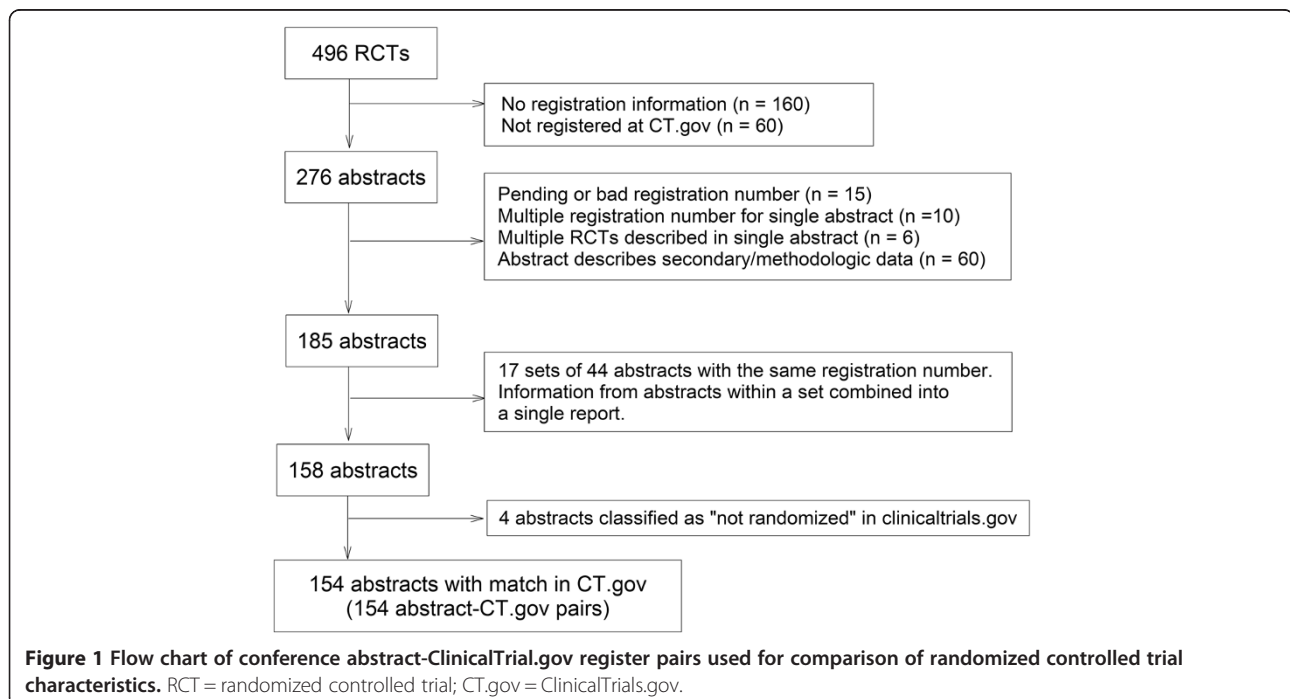 496 RCTs
No registration information (n = 160)
Not registered at CT.gov (n = 60)
276 abstracts
Pending or bad registration number (n = 15)
Multiple registration number for single abstract (n =10)
Multiple RCTs described in single abstract (n = 6)
Abstract describes secondary/methodologic data (n = 60)
185 abstracts
17 sets of 44 abstracts with the same registration number.
Information from abstracts within a set combined into
a single report.
158 abstracts
4 abstracts classified as "not randomized" in clinicaltrials.gov
154 abstracts with match in CT.gov
(154 abstract-CT.gov pairs)
Figure 1 Flow chart of conference abstract-ClinicalTrial.gov register pairs used for comparison of randomized controlled trial
characteristics. RCT = randomized controlled trial; CT.gov = ClinicalTrials.gov.